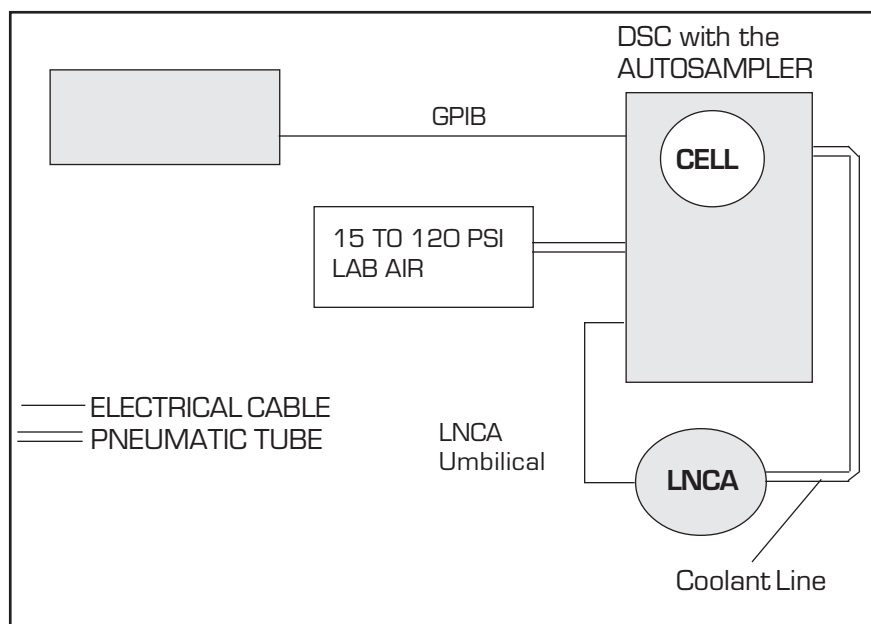 DSC with the
AUTOSAMPLER
GPIB
CELL
15 TO 120 PSI
LAB AIR
ELECTRICAL CABLE
PNEUMATIC TUBE
LNCA
Umbilical
LNCA
Coolant Line